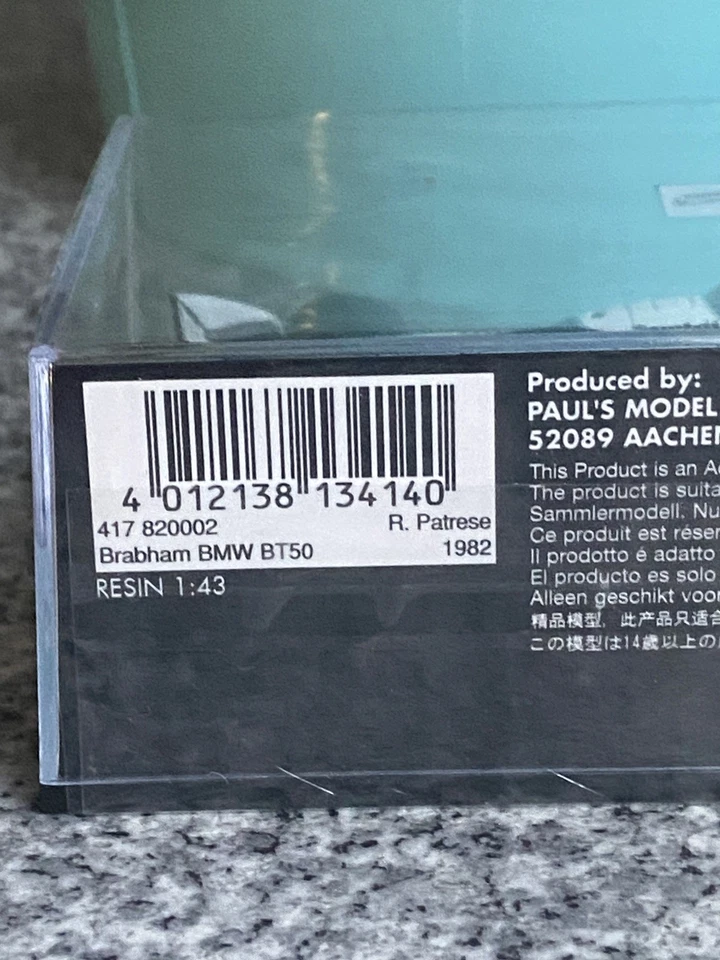 4 012138 134140
417 820002 R. Patrese
Brabham BMW BT50 1982
RESIN 1:43
Produced by:
PAUL'S MODEL
52089 AACHEN
This Product is an
The product is
Sammlermodell.
Ce produit est
Il prodotto é adatto
El producto es solo
Alleen geschikt voor
精品模型，此产品只适合
この模型は14歳以上の